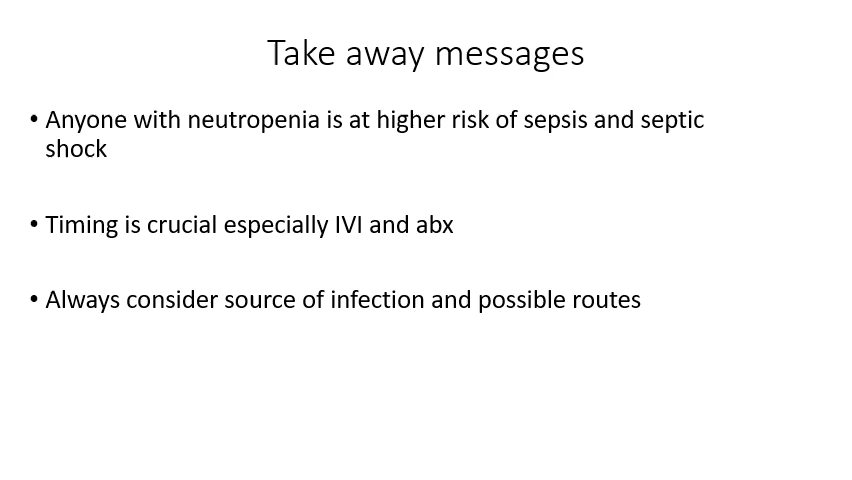 Take away messages
• Anyone with neutropenia is at higher risk of sepsis and septic
shock
• Timing is crucial especially IVI and abx
• Always consider source of infection and possible routes